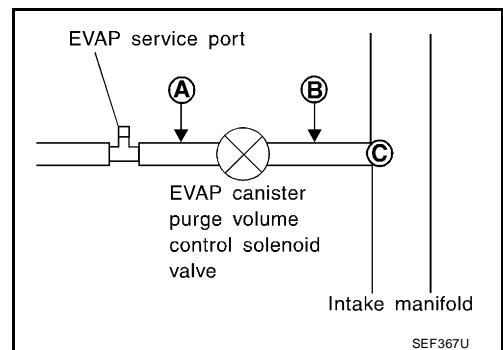 EVAP service port
A
B
C
EVAP canister
purge volume
control solenoid
valve
Intake manifold
SEF367U